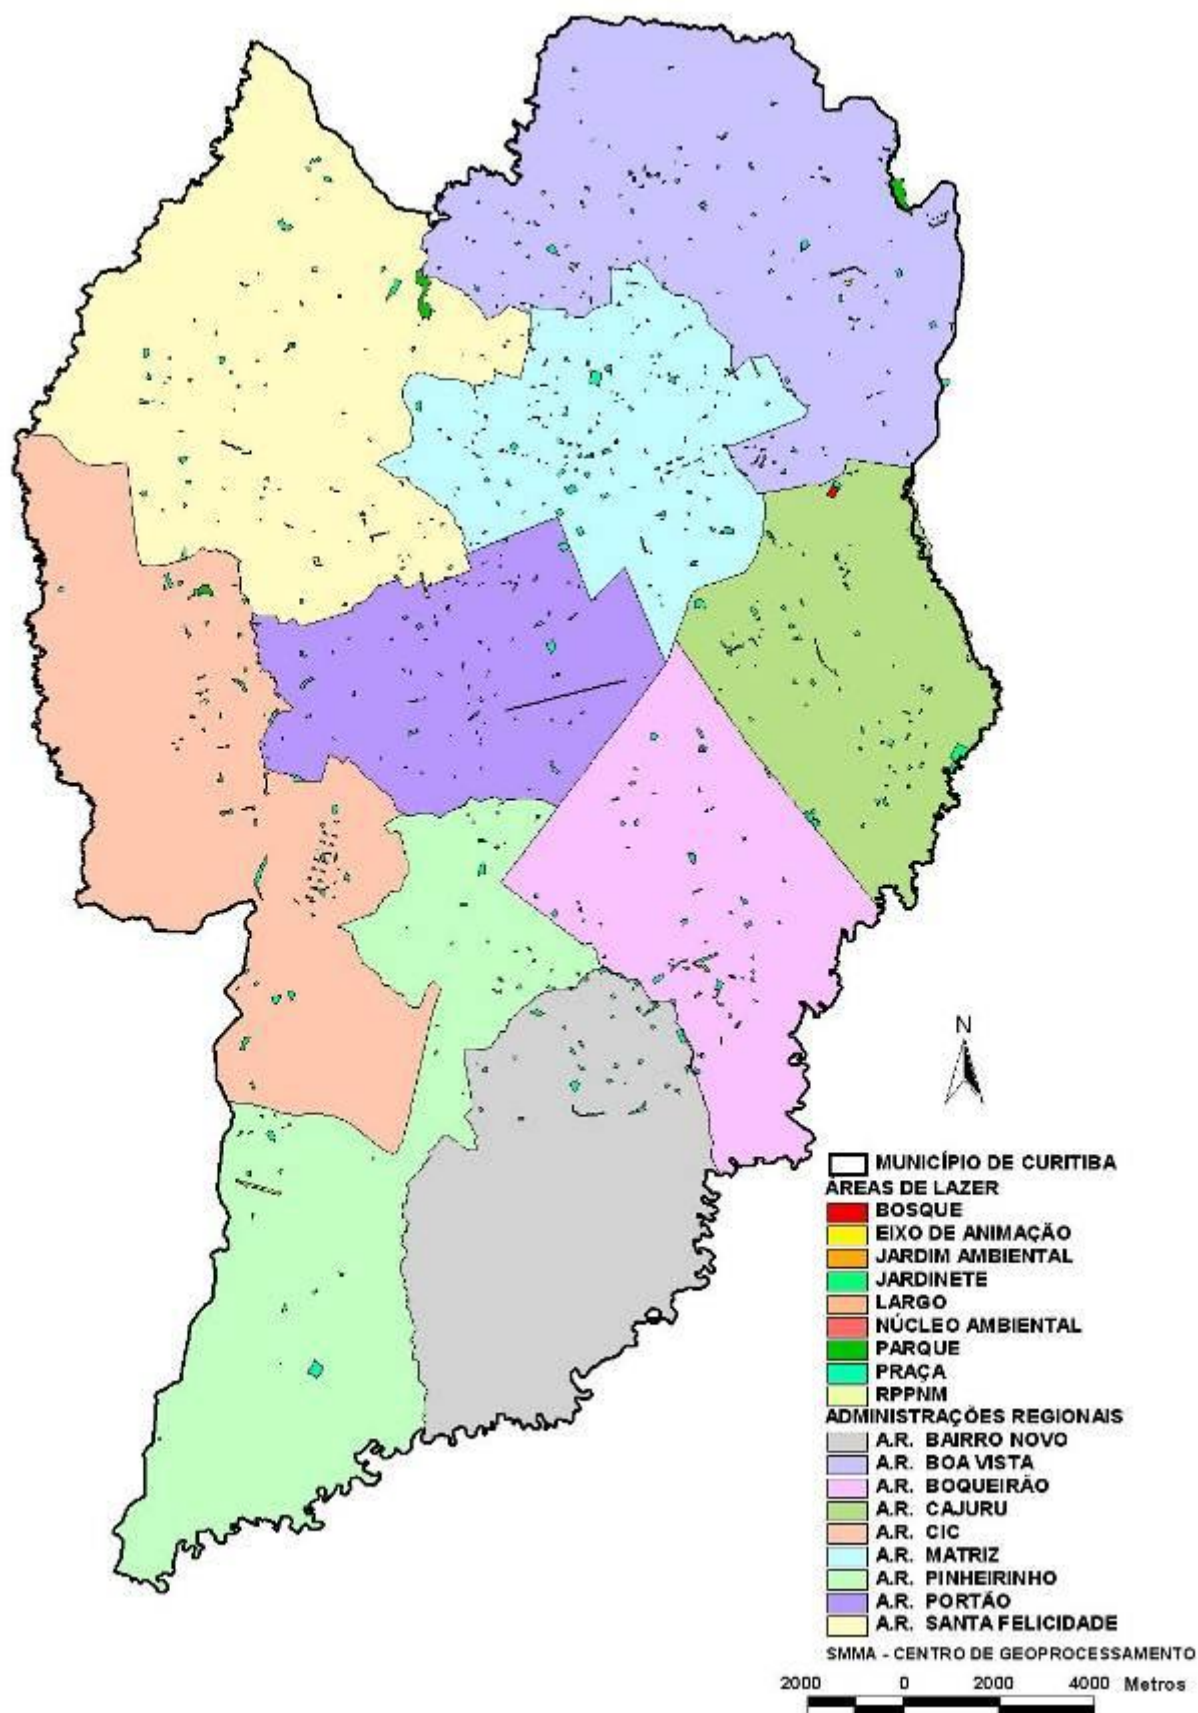 N
MUNICÍPIO DE CURITIBA
ÁREAS DE LAZER
BOSQUE
EIXO DE ANIMAÇÃO
JARDIM AMBIENTAL
JARDINETE
LARGO
NÚCLEO AMBIENTAL
PARQUE
PRAÇA
RPPNM
ADMINISTRAÇÕES REGIONAIS
A.R. BAIRRO NOVO
A.R. BOA VISTA
A.R. BOQUEIRÃO
A.R. CAJURU
A.R. CIC
A.R. MATRIZ
A.R. PINHEIRINHO
A.R. PORTÃO
A.R. SANTA FELICIDADE
SMMA - CENTRO DE GEOPROCESSAMENTO
2000 0 2000 4000 Metros